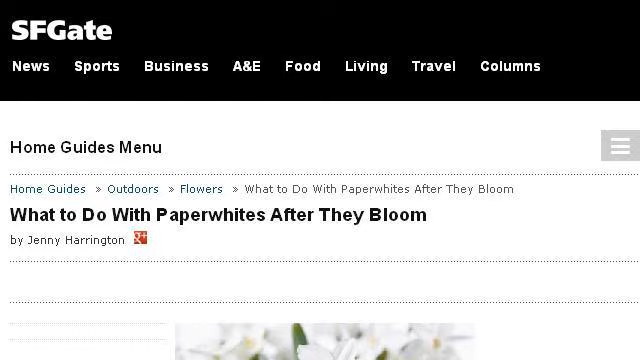 SFGate
News Sports Business A&E Food Living Travel Columns
Home Guides Menu
Home Guides » Outdoors » Flowers » What to Do With Paperwhites After They Bloom
What to Do With Paperwhites After They Bloom
by Jenny Harrington g+